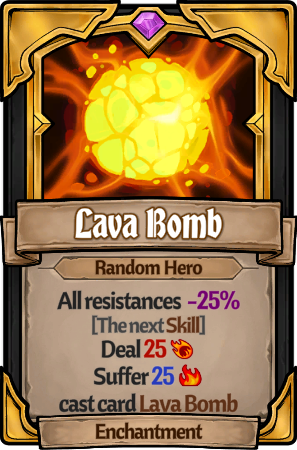 Lava Bomb
Random Hero
All resistances -25%
[The next Skill]
Deal 25
Suffer 25
cast card Lava Bomb
Enchantment